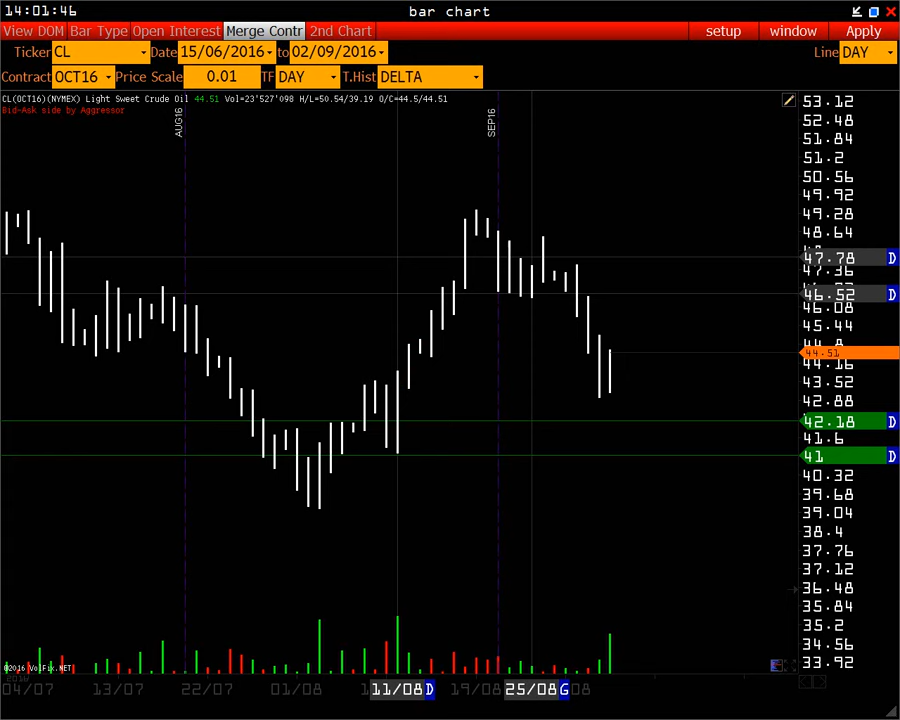 14:01:46 bar chart
View DOM Bar Type Open Interest Merge Contr 2nd Chart setup window Apply
Ticker CL Date 15/06/2016 to 02/09/2016 Line DAY
Contract OCT16 Price Scale 0.01 TF DAY T.Hist DELTA
CL(OCT16)(NYMEX) Light Sweet Crude Oil 44.51 Vol=23'527'098 H/L=50.54/39.19 O/C=44.5/44.51
Bid-Ask side by Aggressor
AUG16
SEP16
53.12
52.48
51.84
51.2
50.56
49.92
49.28
48.64
47.78 D
47.36
46.52 D
46.08
45.44
44.8
44.51
44.16
43.52
42.88
42.18 D
41.6
41 D
40.32
39.68
39.04
38.4
37.76
37.12
36.48
35.84
35.2
34.56
33.92
©2016 VolFix.NET
2016
04/07 13/07 22/07 01/08 11/08 D 19/08 25/08 G 08